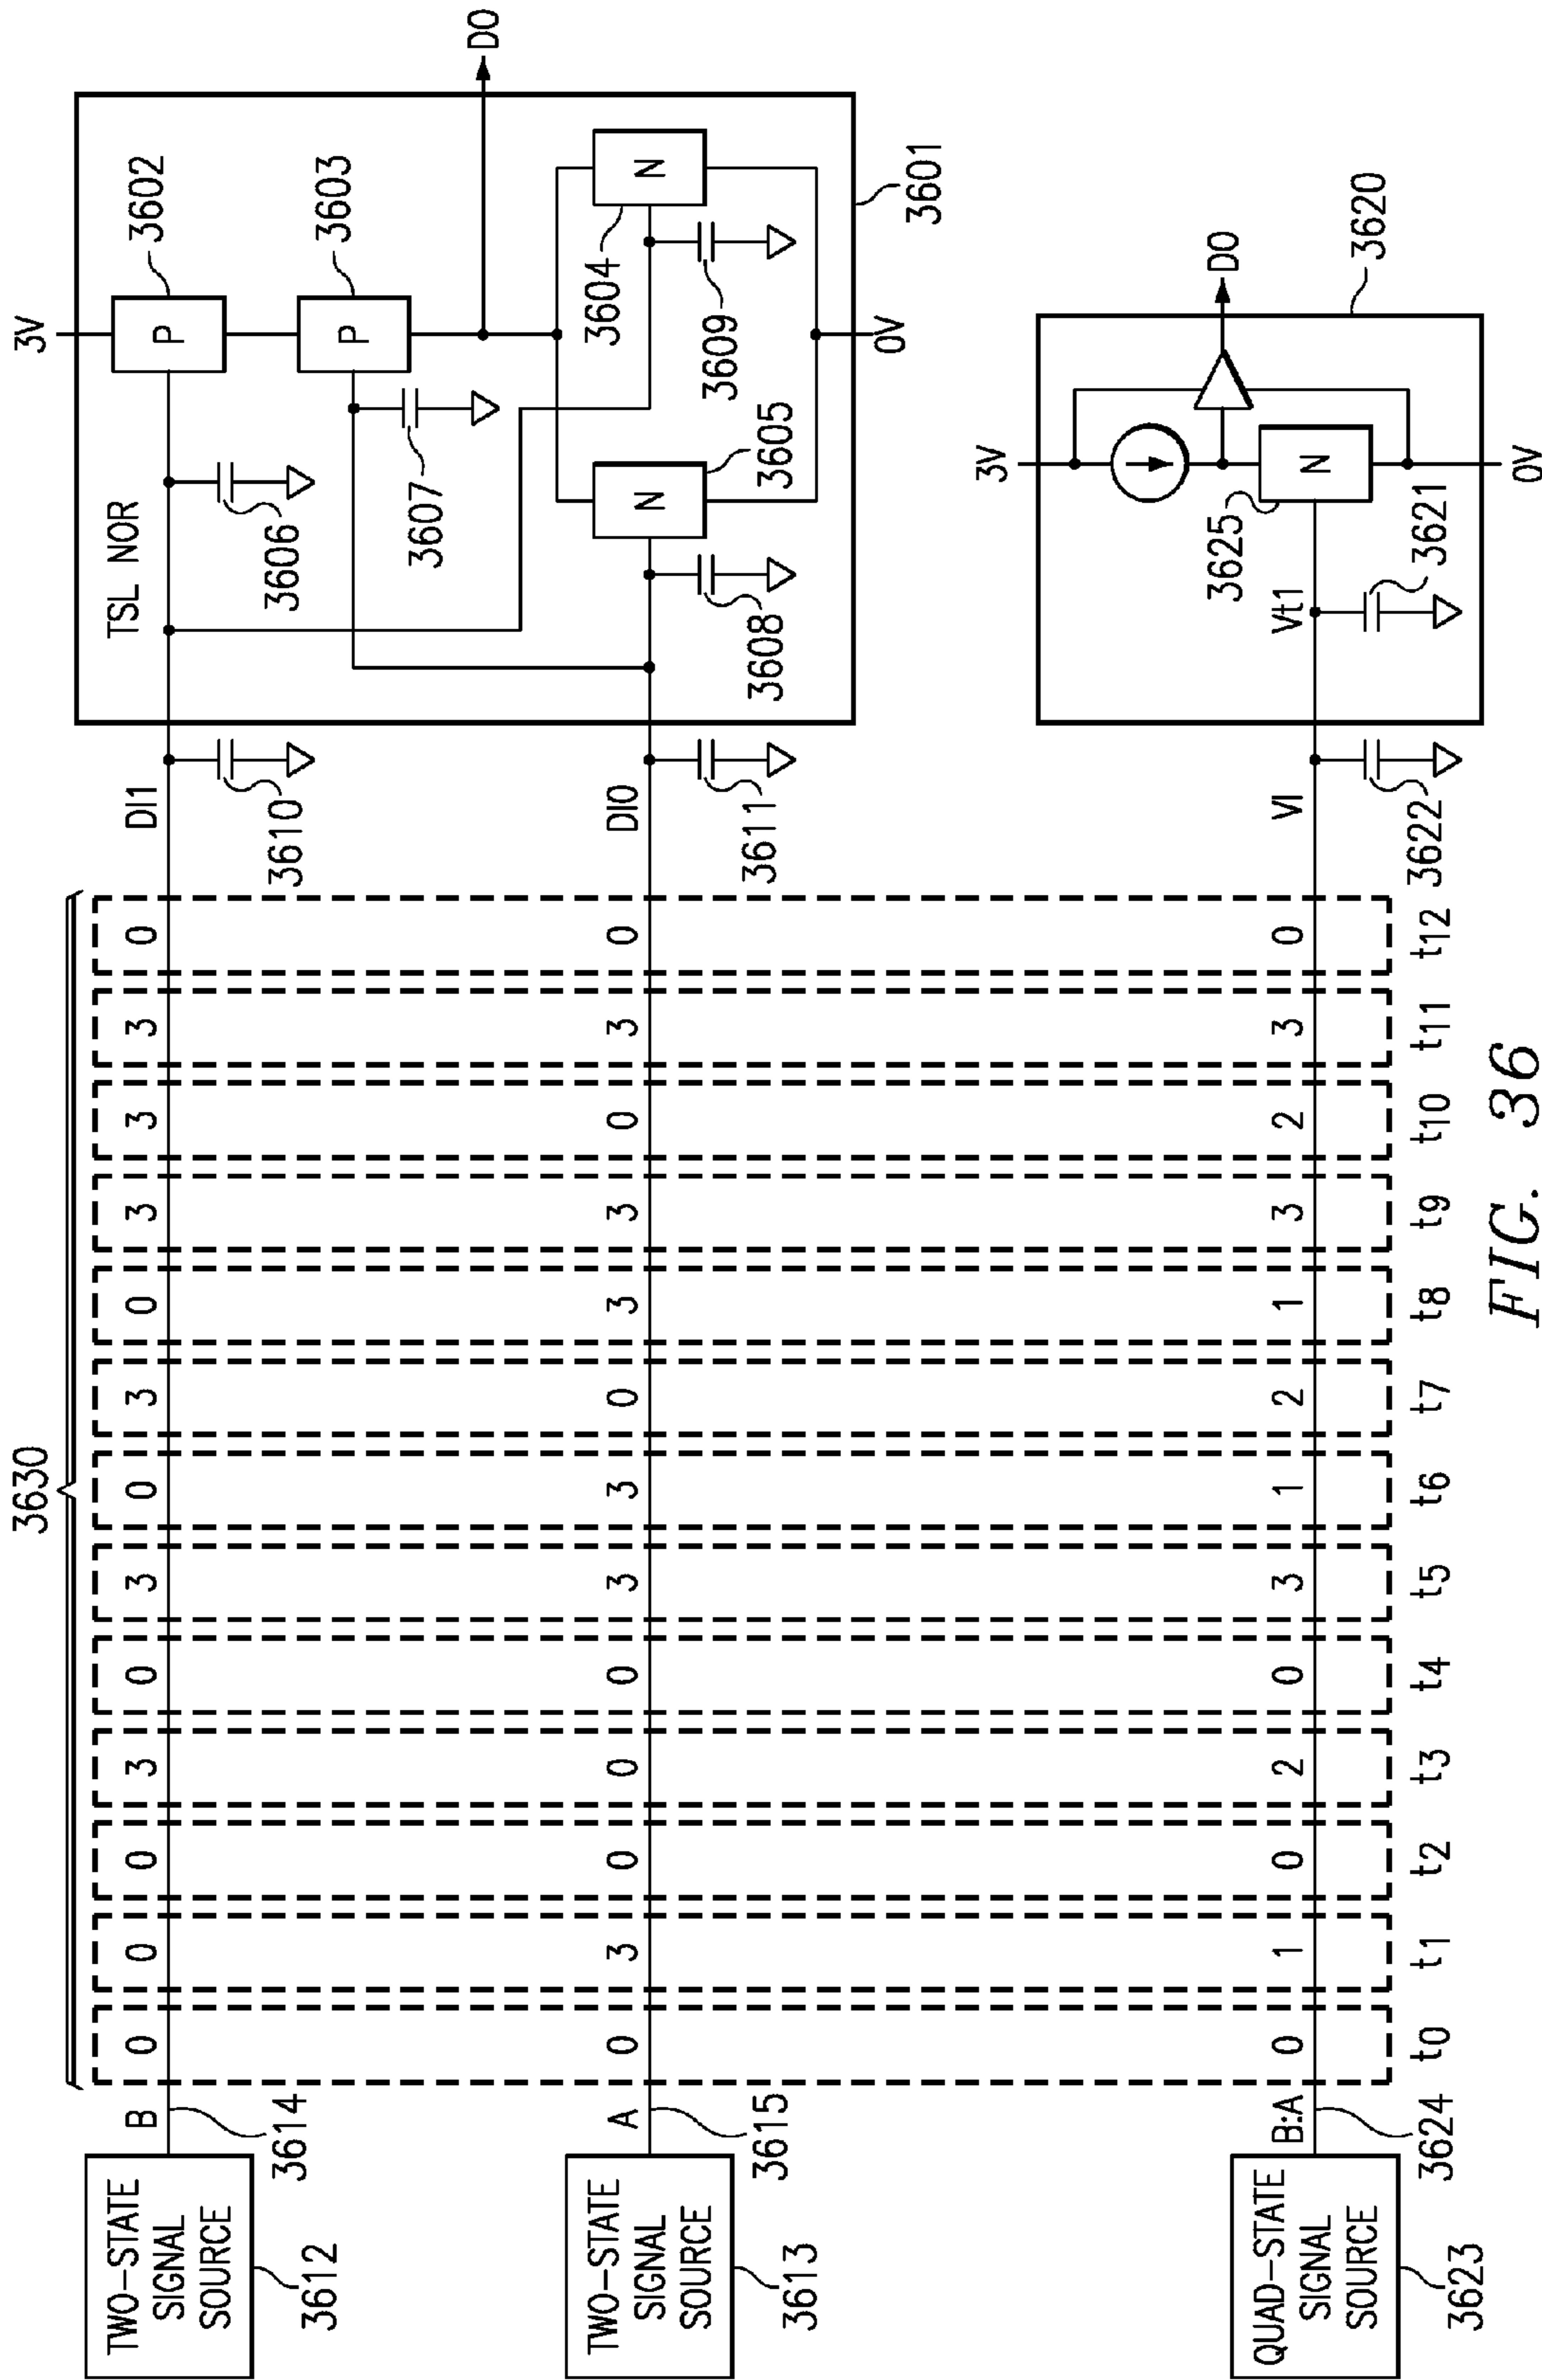 3630
TWO-STATE
SIGNAL
SOURCE
3612
B
3614
0 0 0 3 0 3 0 3 0 3 3 3 0
DI1
3610
TSL NOR
3606
3V
P
3602
P
3603
3607
DO
TWO-STATE
SIGNAL
SOURCE
3613
A
3615
0 3 0 0 0 3 3 0 3 3 0 3 0
DI0
3611
3608
N
3605
N
3604
3609
0V
3601
QUAD-STATE
SIGNAL
SOURCE
3623
B:A
3624
0 1 0 2 0 3 1 2 1 3 2 3 0
VI
3622
Vt1
3621
3V
3625
N
DO
0V
3620
t0 t1 t2 t3 t4 t5 t6 t7 t8 t9 t10 t11 t12
FIG. 36